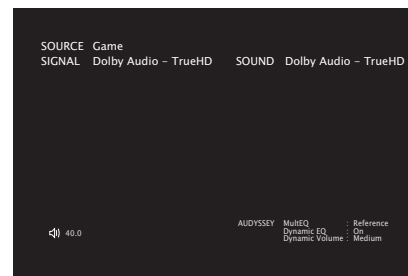 SOURCE Game
SIGNAL Dolby Audio – TrueHD SOUND Dolby Audio – TrueHD
AUDYSSEY MultEQ : Reference
Dynamic EQ : On
40.0
Dynamic Volume : Medium